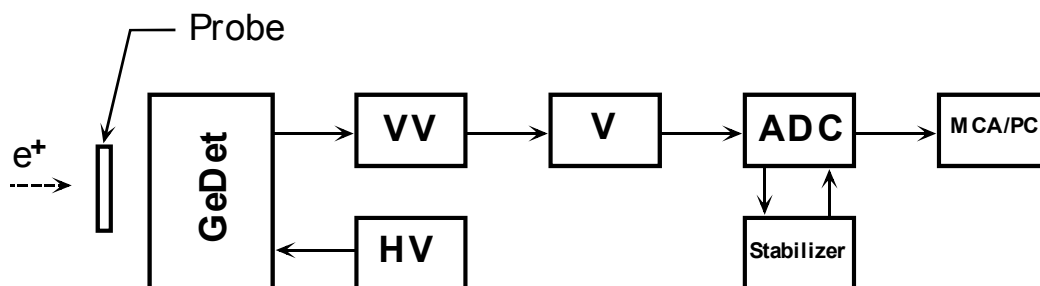 Probe
e+
GeDet
VV
V
ADC
MCA/PC
HV
Stabilizer